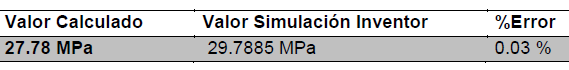 Valor Calculado Valor Simulación Inventor %Error
27.78 MPa 29.7885 MPa 0.03 %